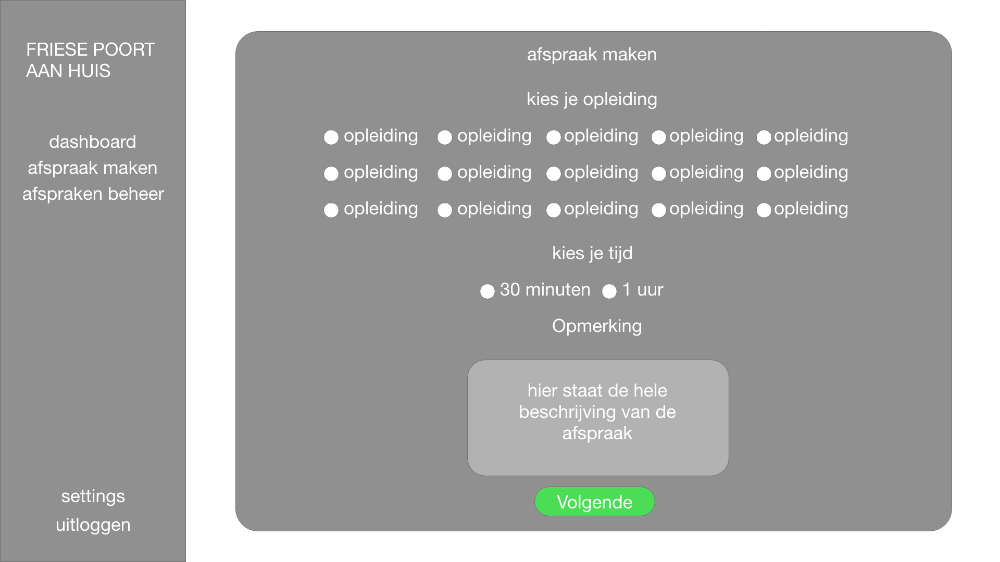 FRIESE POORT
AAN HUIS
dashboard
afspraak maken
afspraken beheer
settings
uitloggen
afspraak maken
kies je opleiding
opleiding opleiding opleiding opleiding opleiding
opleiding opleiding opleiding opleiding opleiding
opleiding opleiding opleiding opleiding opleiding
kies je tijd
30 minuten 1 uur
Opmerking
hier staat de hele
beschrijving van de
afspraak
Volgende